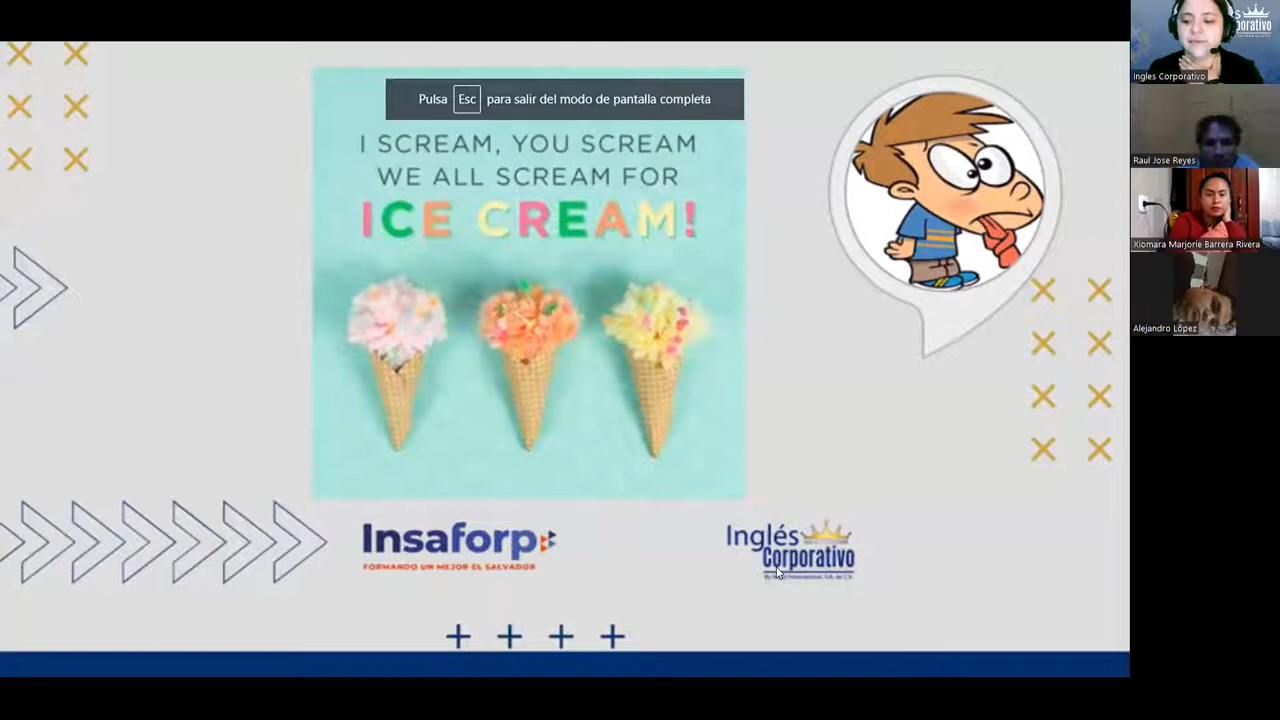 Pulsa Esc para salir del modo de pantalla completa
I SCREAM, YOU SCREAM
WE ALL SCREAM FOR
ICE CREAM!
Insaforp
FORMANDO UN MEJOR EL SALVADOR
Inglés
Corporativo
Ingles Corporativo
Raul Jose Reyes
Xiomara Marjorie Barrera Rivera
Alejandro López